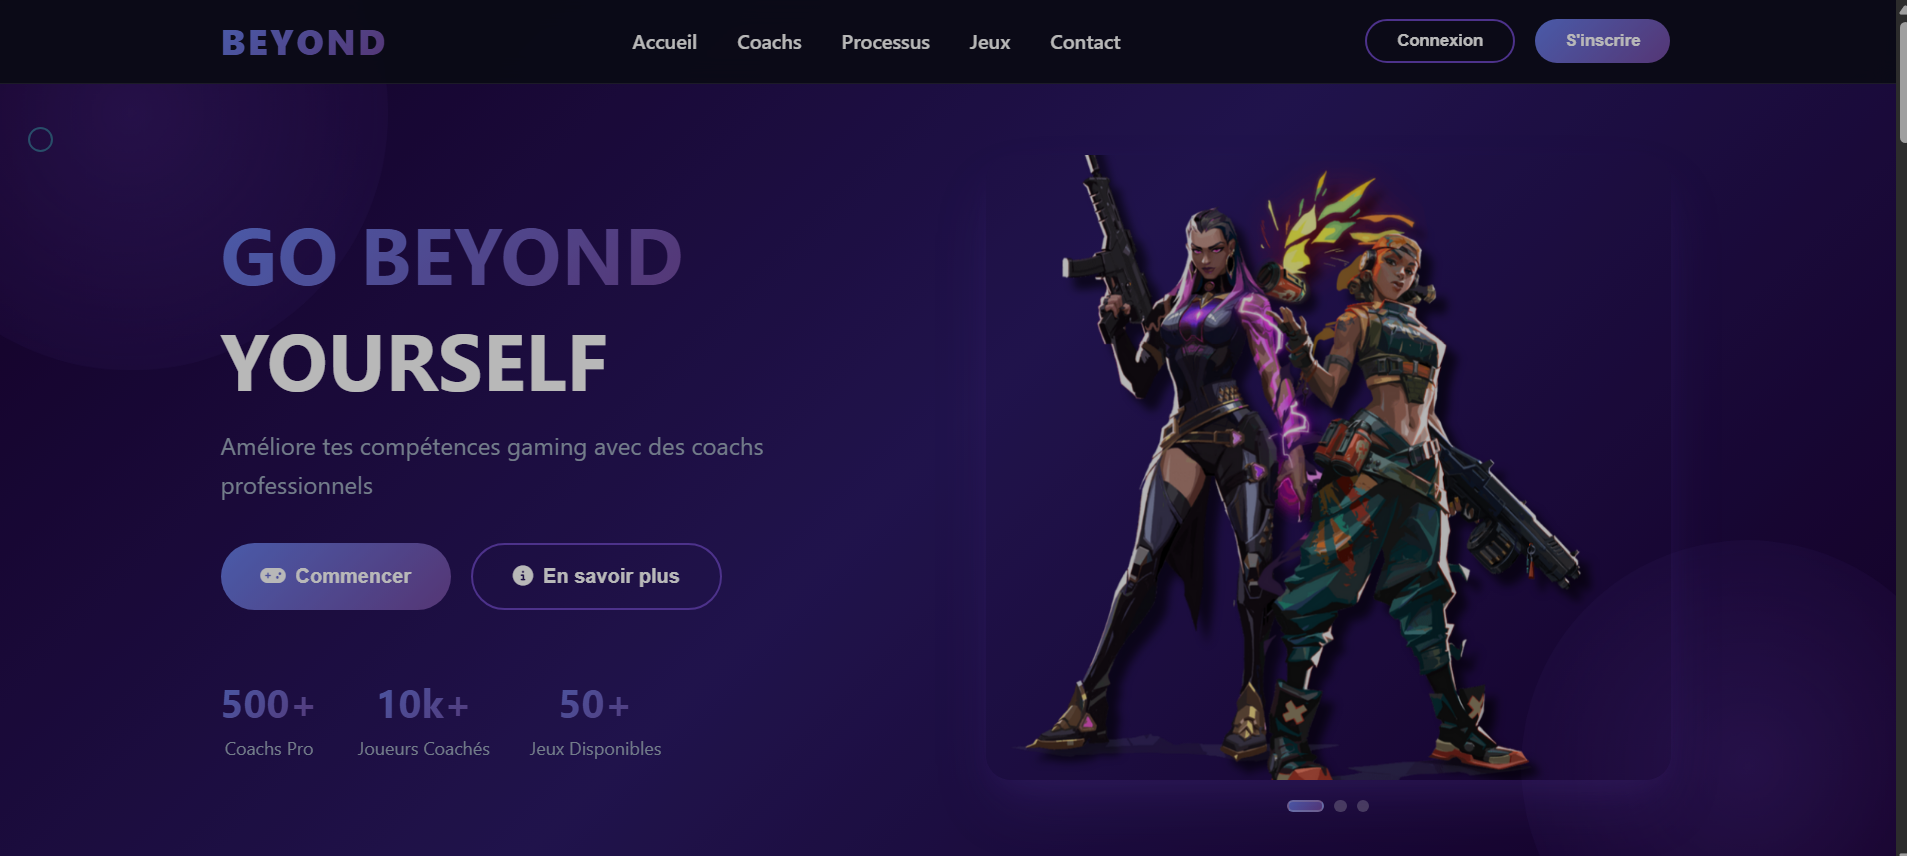 BEYOND
Accueil
Coachs
Processus
Jeux
Contact
Connexion
S'inscrire
GO BEYOND
YOURSELF
Améliore tes compétences gaming avec des coachs
professionnels
Commencer
En savoir plus
500+
Coachs Pro
10k+
Joueurs Coachés
50+
Jeux Disponibles